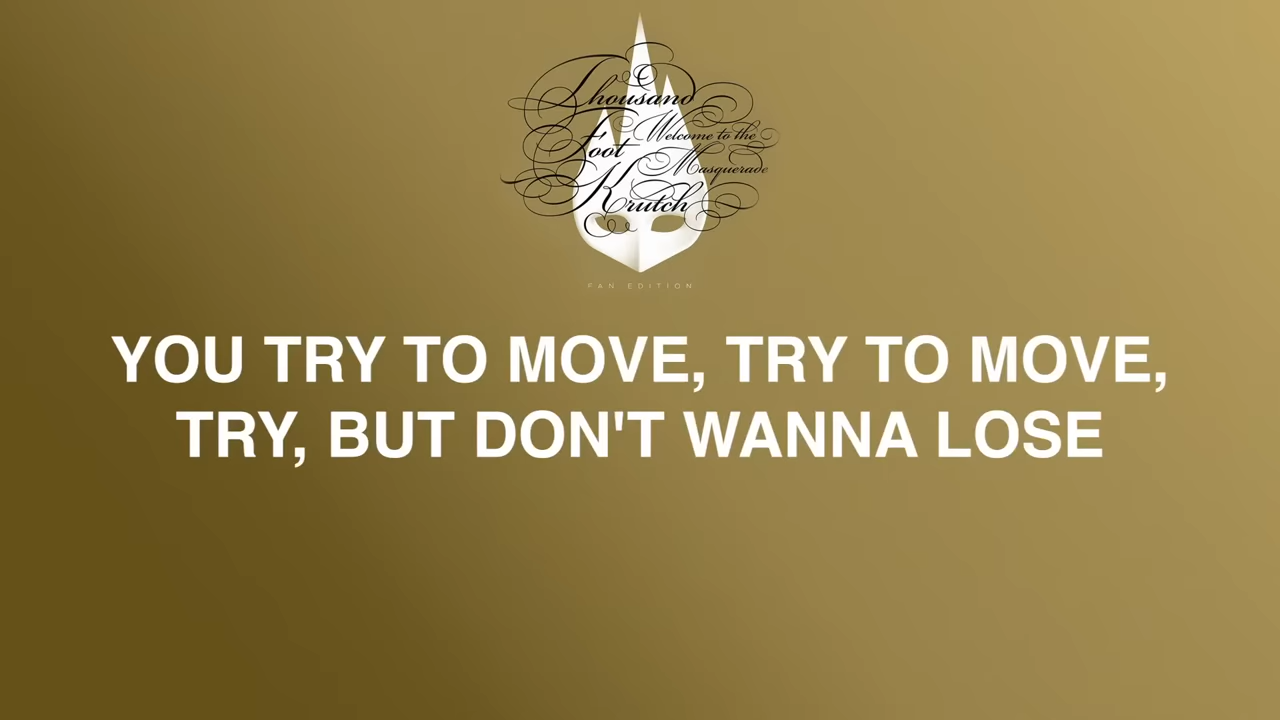 Thousand
Foot
Krutch
Welcome to the
Masquerade
FAN EDITION
YOU TRY TO MOVE, TRY TO MOVE,
TRY, BUT DON'T WANNA LOSE